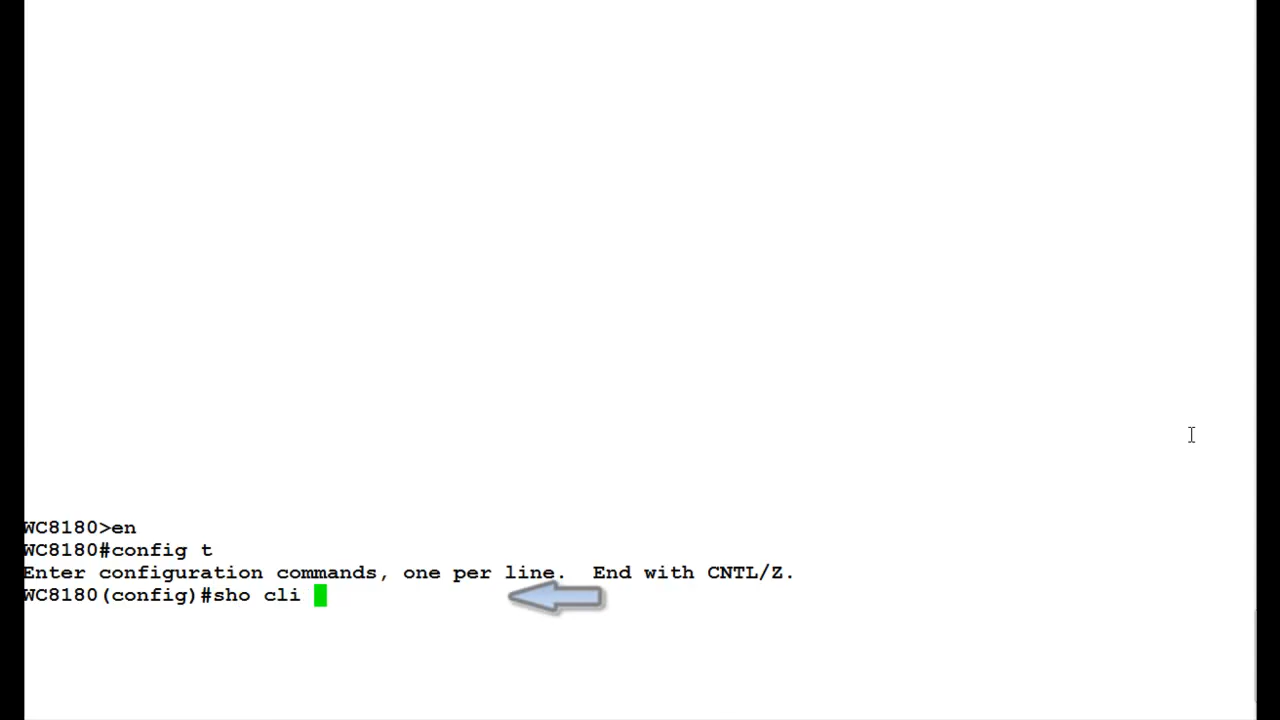 WC8180>en
WC8180#config t
Enter configuration commands, one per line.  End with CNTL/Z.
WC8180(config)#sho cli